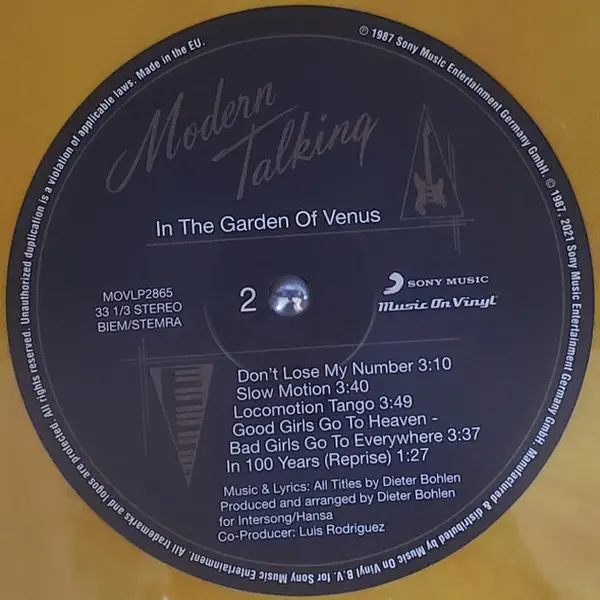 Modern
Talking
In The Garden Of Venus
MOVLP2865
33 1/3 STEREO
BIEM/STEMRA
2
SONY MUSIC
Music On Vinyl
Don't Lose My Number 3:10
Slow Motion 3:40
Locomotion Tango 3:49
Good Girls Go To Heaven -
Bad Girls Go To Everywhere 3:37
In 100 Years (Reprise) 1:27
Music & Lyrics: All Titles by Dieter Bohlen
Produced and arranged by Dieter Bohlen
for Intersong/Hansa
Co-Producer: Luis Rodriguez
℗ 1987 Sony Music Entertainment Germany GmbH. © 1987, 2021 Sony Music Entertainment Germany GmbH. Manufactured & distributed by Music On Vinyl B.V. for Sony Music Entertainment. All trademarks and logos are protected. All rights reserved. Unauthorized duplication is a violation of applicable laws. Made in the EU.